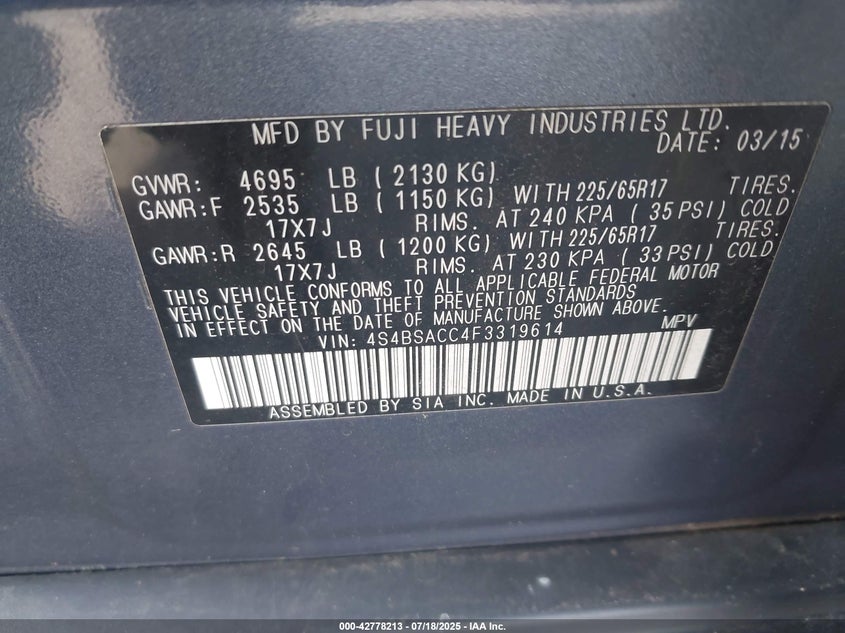 MFD BY FUJI HEAVY INDUSTRIES LTD.
DATE: 03/15
GVWR: 4695 LB ( 2130 KG)
GAWR:F 2535 LB ( 1150 KG) WITH 225/65R17 TIRES.
17X7J RIMS. AT 240 KPA ( 35 PSI) COLD
GAWR:R 2645 LB ( 1200 KG) WITH 225/65R17 TIRES.
17X7J RIMS. AT 230 KPA ( 33 PSI) COLD.
THIS VEHICLE CONFORMS TO ALL APPLICABLE FEDERAL MOTOR
VEHICLE SAFETY AND THEFT PREVENTION STANDARDS
IN EFFECT ON THE DATE OF MANUFACTURE SHOWN ABOVE.
VIN: 4S4BSACC4F3319614 MPV
ASSEMBLED BY SIA INC. MADE IN U.S.A.
000-42778213 - 07/18/2025 - IAA Inc.